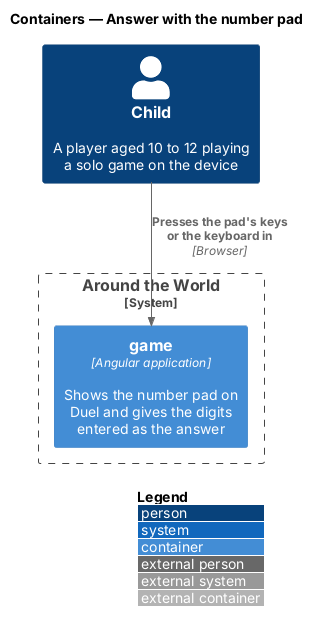 Containers — Answer with the number pad
Child
A player aged 10 to 12 playing
a solo game on the device
Presses the pad's keys
or the keyboard in
[Browser]
Around the World
[System]
game
[Angular application]
Shows the number pad on
Duel and gives the digits
entered as the answer
Legend
person
system
container
external person
external system
external container